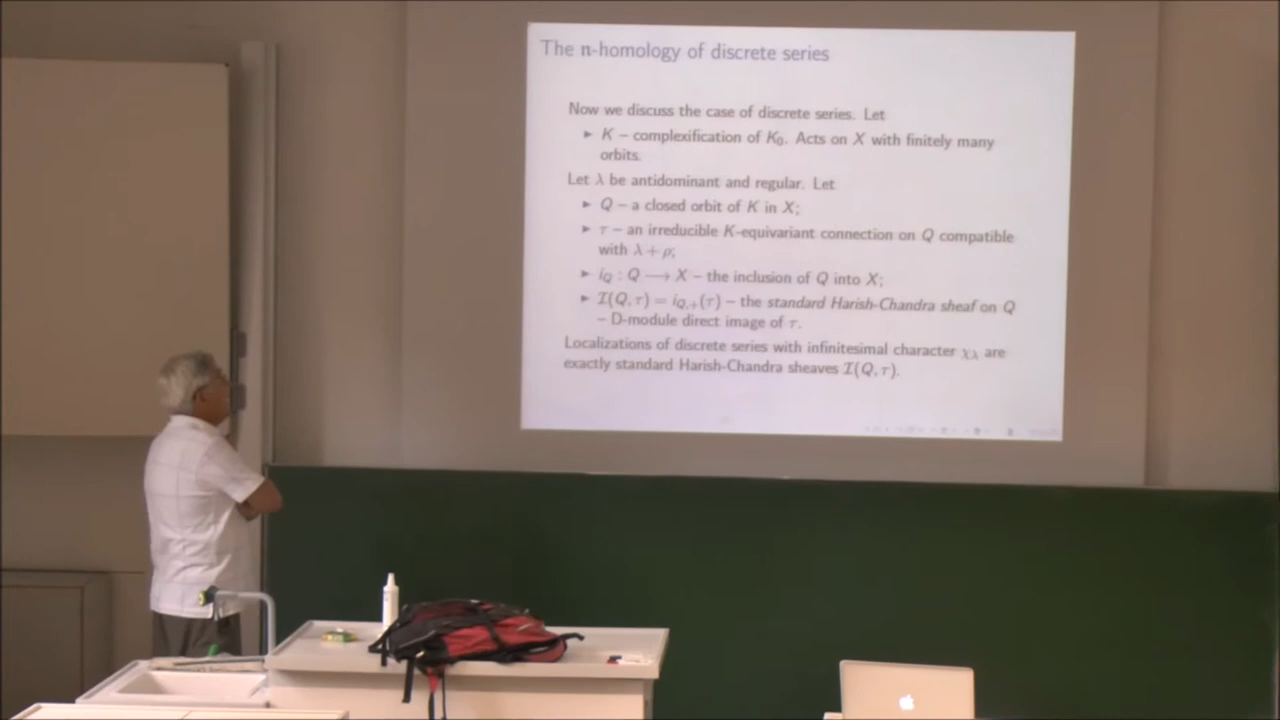 The n-homology of discrete series
Now we discuss the case of discrete series. Let
► K – complexification of K₀. Acts on X with finitely many
orbits.
Let λ be antidominant and regular. Let
► Q – a closed orbit of K in X;
► τ – an irreducible K-equivariant connection on Q compatible
with λ + ρ;
► i_Q : Q ⟶ X – the inclusion of Q into X;
► 𝓘(Q, τ) = i_{Q,+}(τ) – the standard Harish-Chandra sheaf on Q
– D-module direct image of τ.
Localizations of discrete series with infinitesimal character χ_λ are
exactly standard Harish-Chandra sheaves 𝓘(Q, τ).